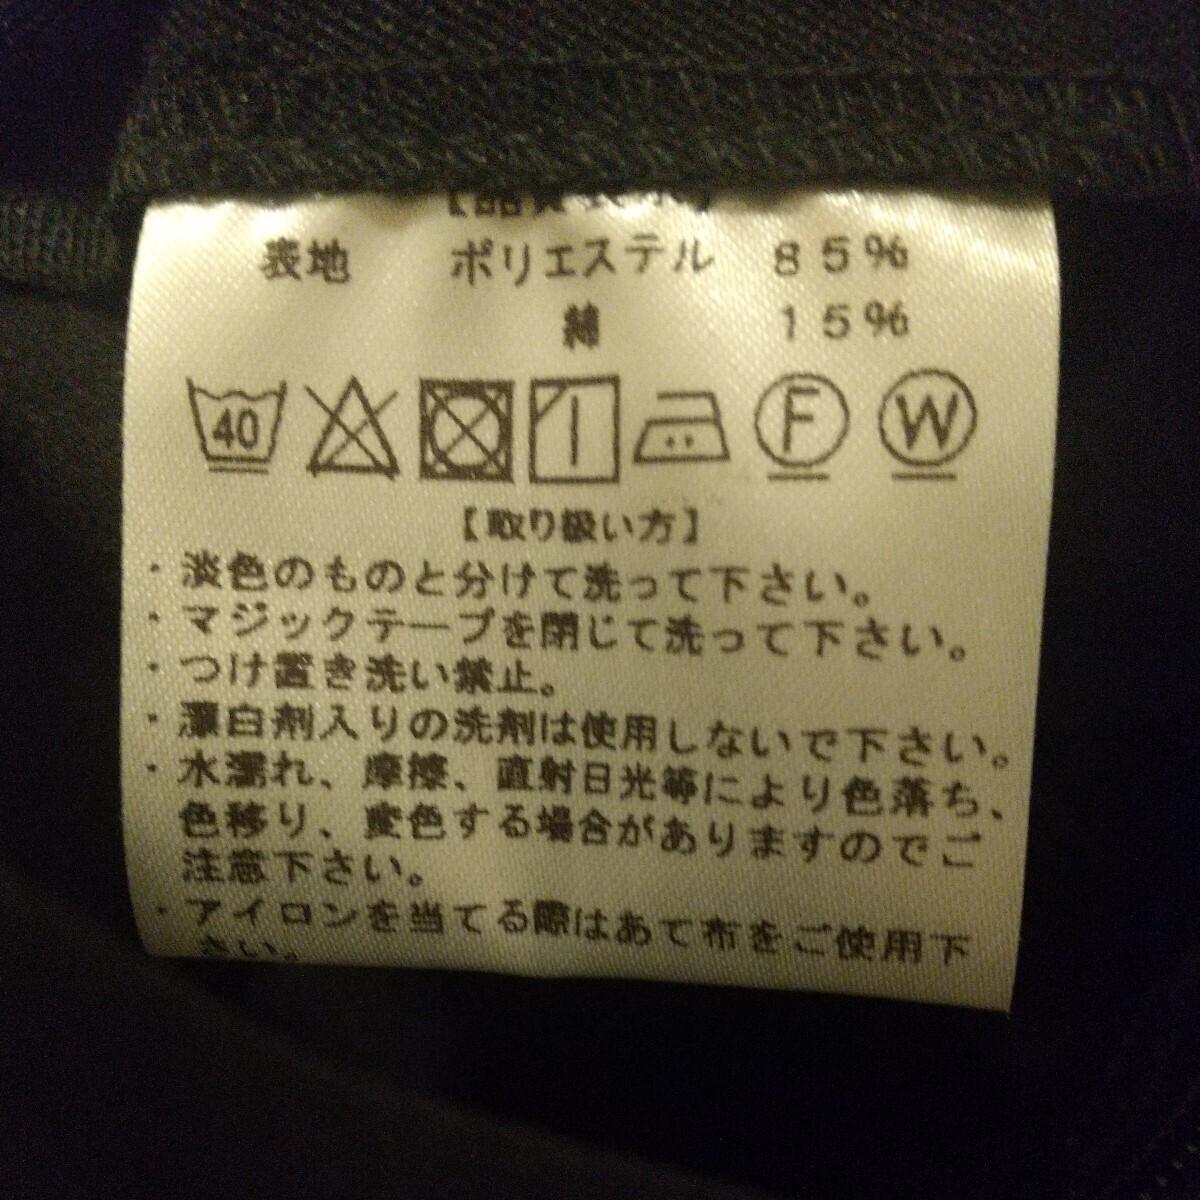 【品質表示】
表地 ポリエステル 85%
綿 15%
40 F W
【取り扱い方】
・淡色のものと分けて洗って下さい。
・マジックテープを閉じて洗って下さい。
・つけ置き洗い禁止。
・漂白剤入りの洗剤は使用しないで下さい。
・水濡れ、摩擦、直射日光等により色落ち、
色移り、変色する場合がありますのでご
注意下さい。
・アイロンを当てる際はあて布をご使用下
さい。